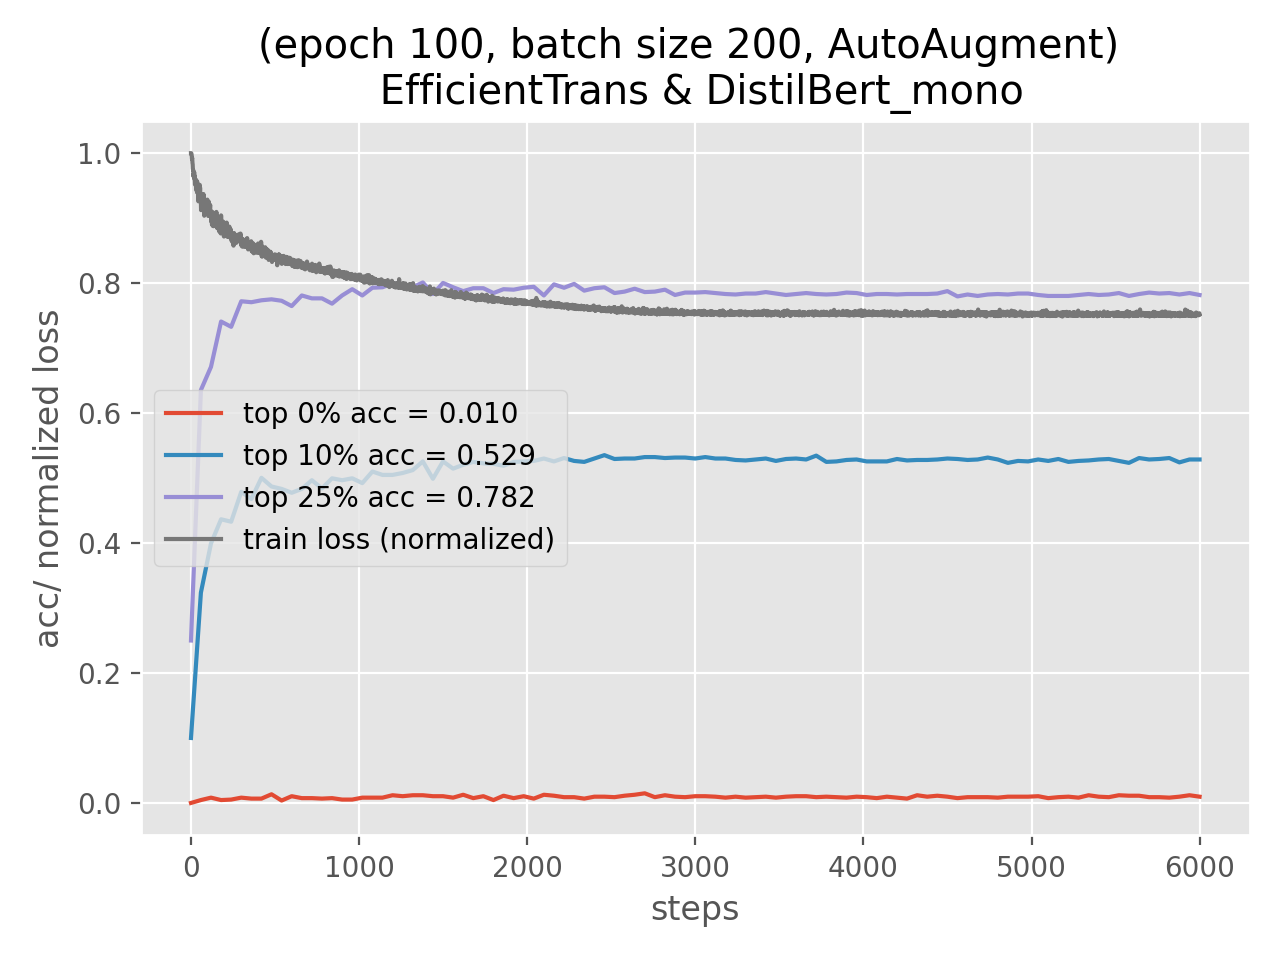 (epoch 100, batch size 200, AutoAugment)
EfficientTrans & DistilBert_mono
acc/ normalized loss
1.0
0.8
0.6
0.4
0.2
0.0
top 0% acc = 0.010
top 10% acc = 0.529
top 25% acc = 0.782
train loss (normalized)
0 1000 2000 3000 4000 5000 6000
steps